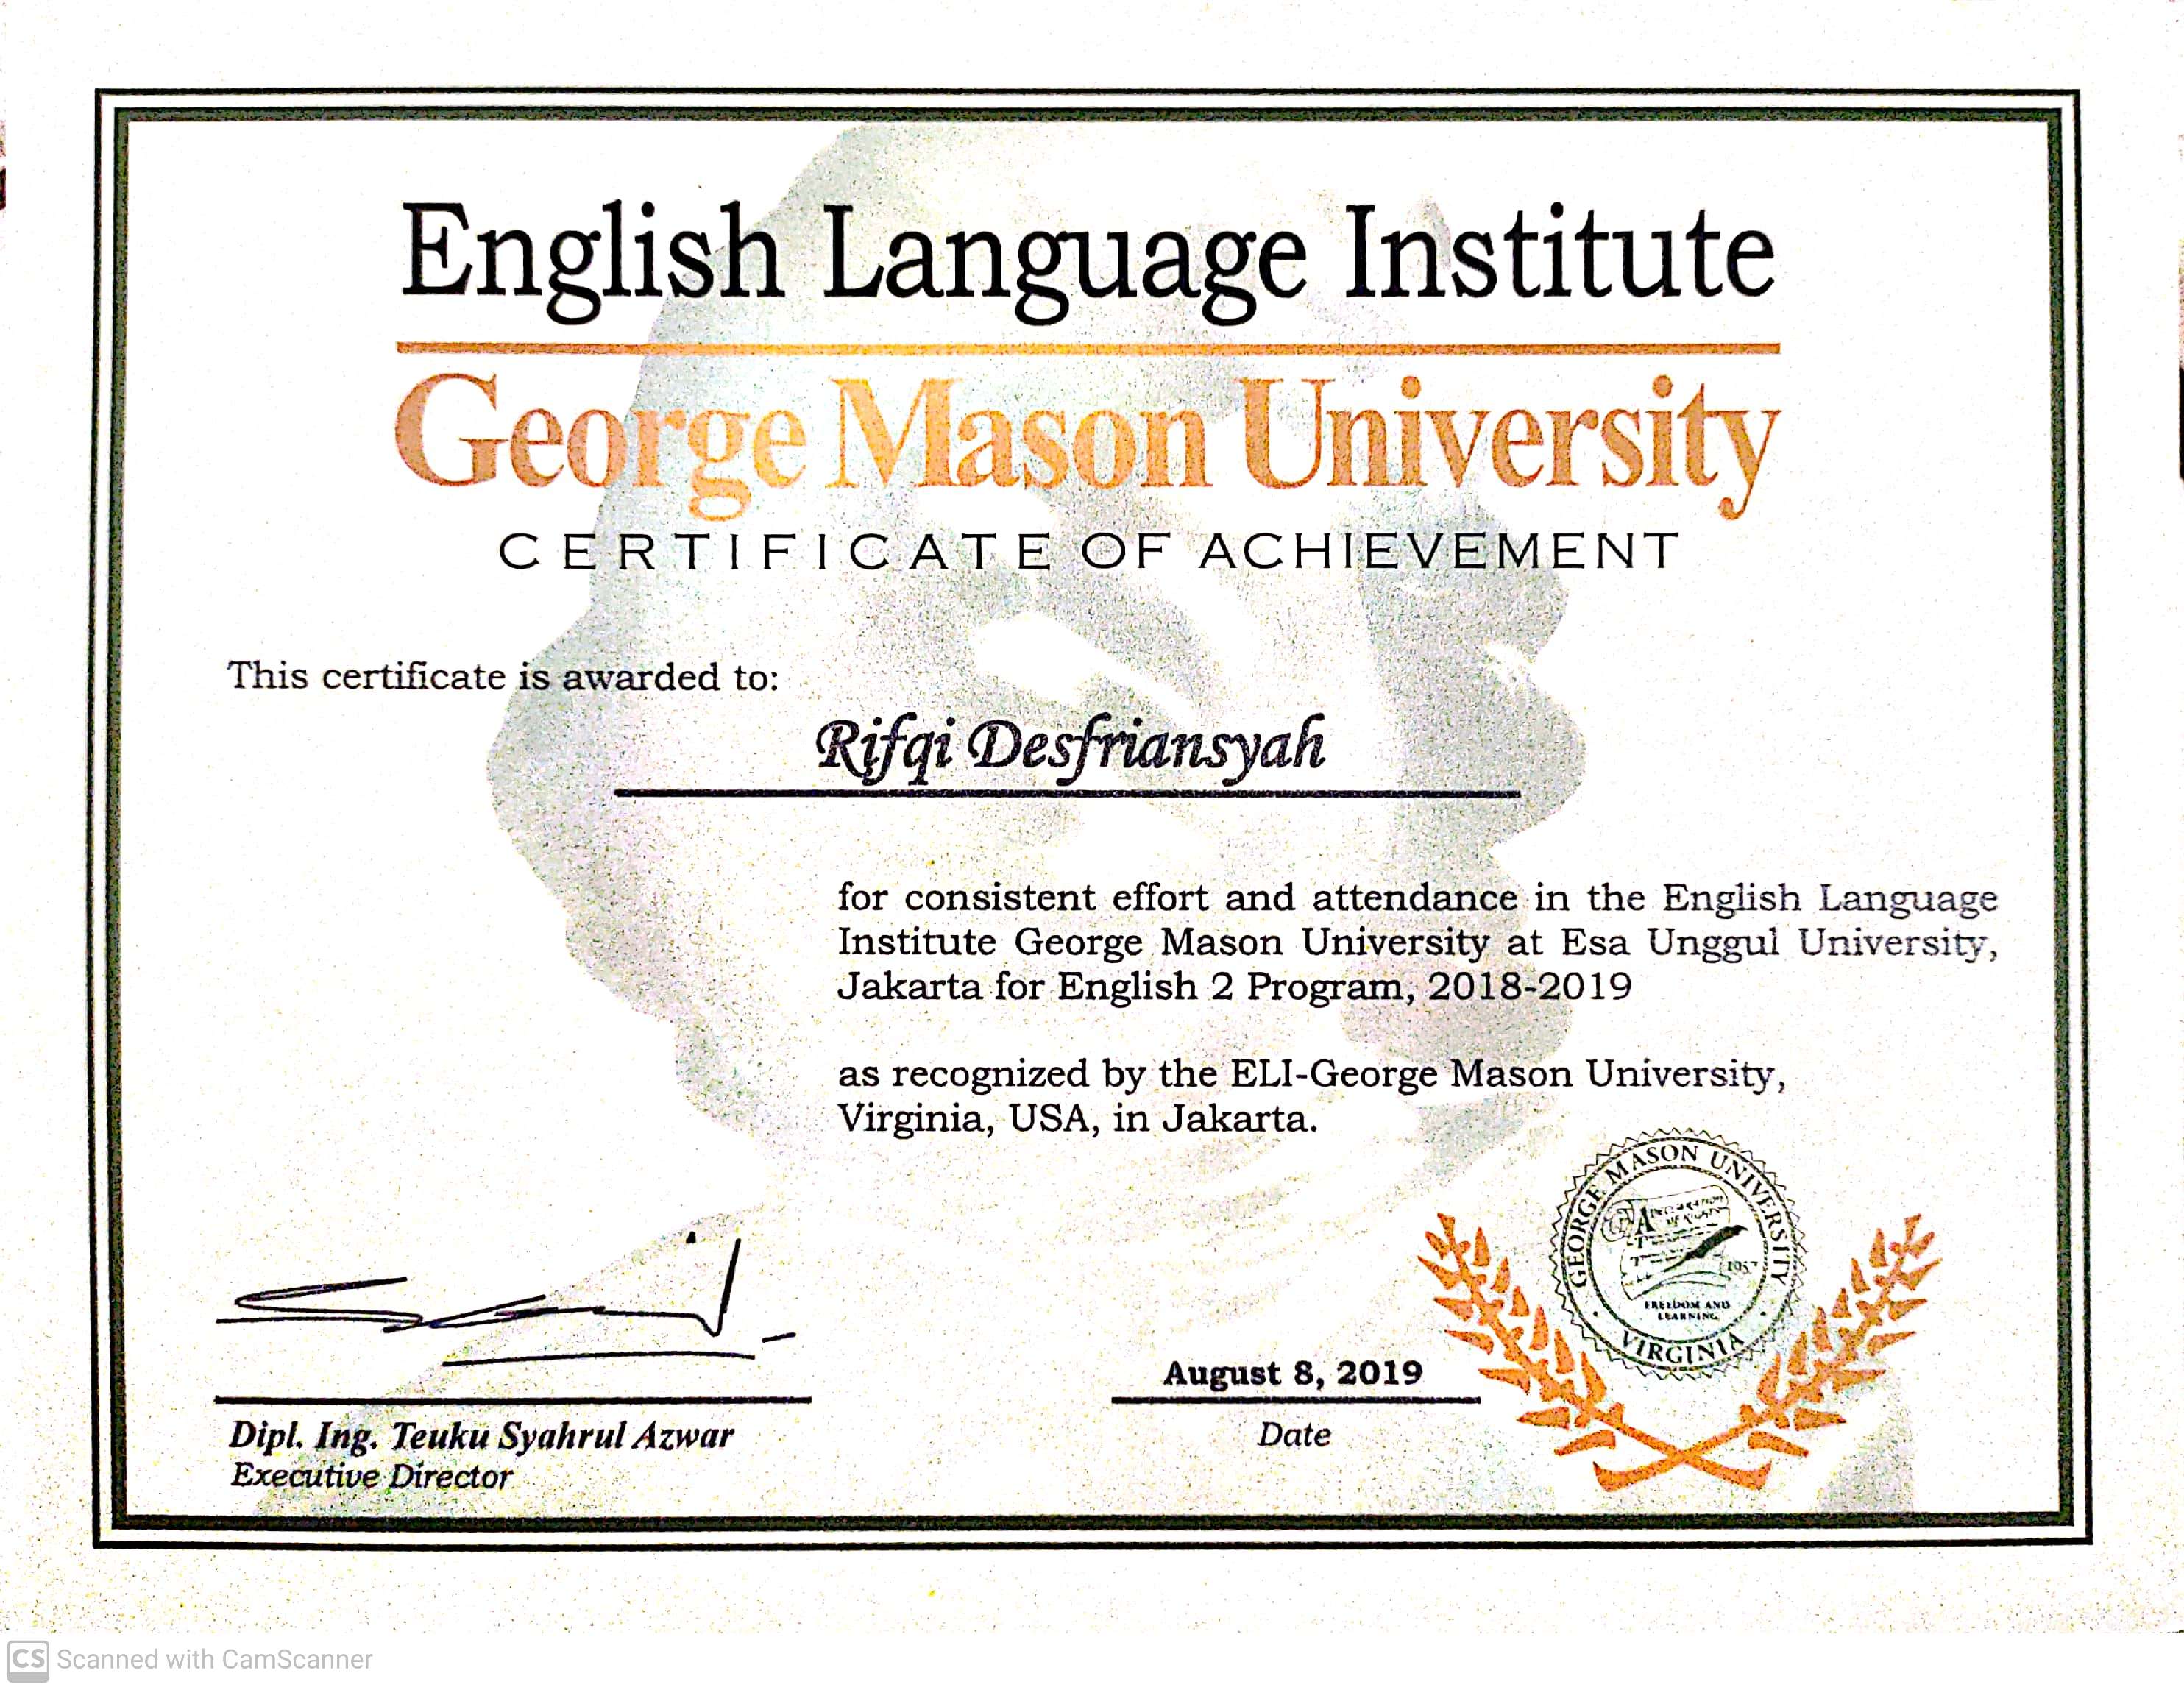 English Language Institute
George Mason University
CERTIFICATE OF ACHIEVEMENT
This certificate is awarded to:
Rifqi Desfriansyah
for consistent effort and attendance in the English Language
Institute George Mason University at Esa Unggul University,
Jakarta for English 2 Program, 2018-2019
as recognized by the ELI-George Mason University,
Virginia, USA, in Jakarta.
GEORGE MASON UNIVERSITY
1957
FREEDOM AND
LEARNING
VIRGINIA
August 8, 2019
Date
Dipl. Ing. Teuku Syahrul Azwar
Executive Director
CS Scanned with CamScanner